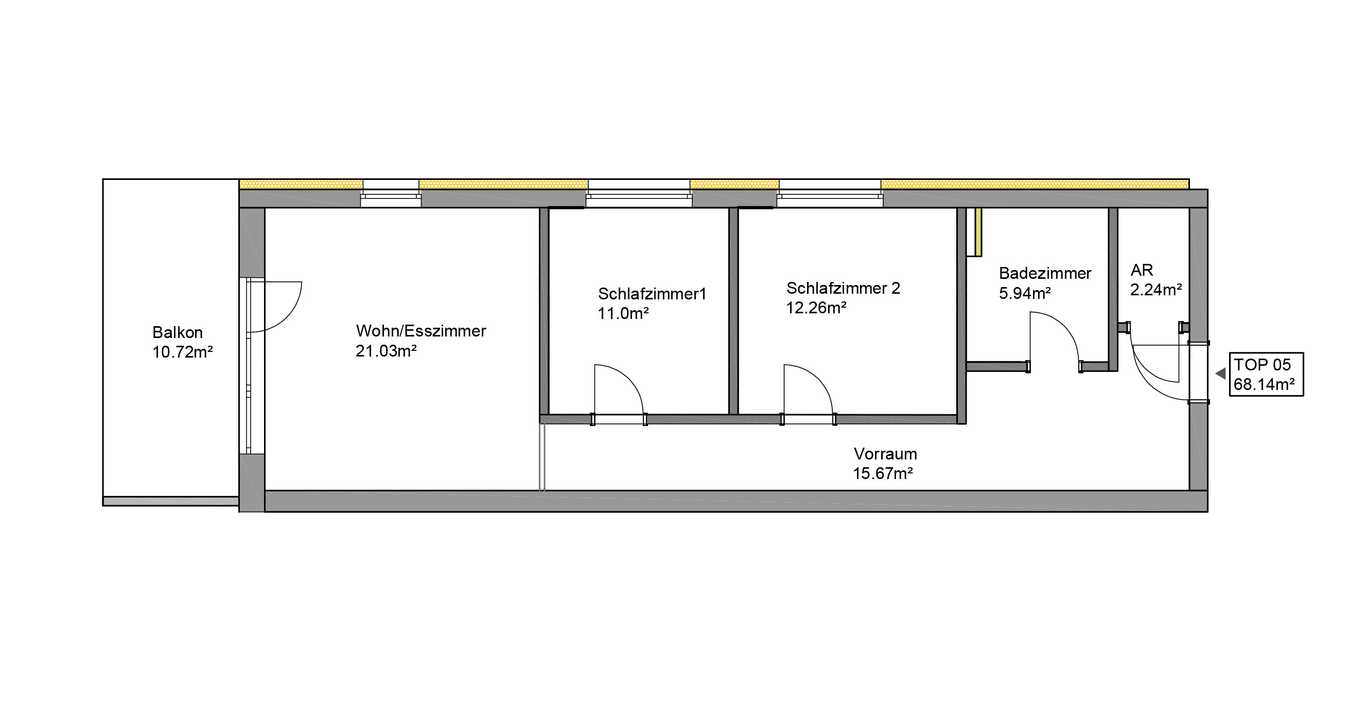 Balkon
10.72m²
Wohn/Esszimmer
21.03m²
Schlafzimmer1
11.0m²
Schlafzimmer 2
12.26m²
Badezimmer
5.94m²
AR
2.24m²
TOP 05
68.14m²
Vorraum
15.67m²